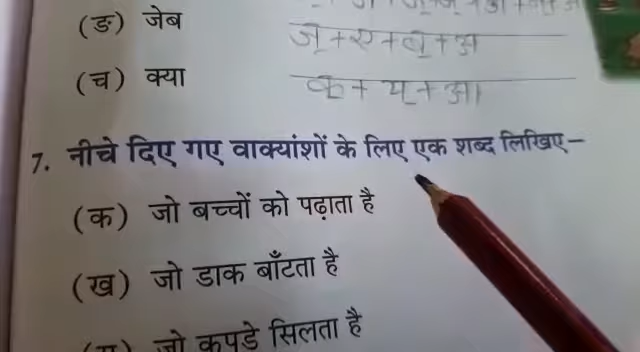 (ङ) जेब ज्+ए+ब्+अ
(च) क्या क्+य्+आ
7. नीचे दिए गए वाक्यांशों के लिए एक शब्द लिखिए–
(क) जो बच्चों को पढ़ाता है
(ख) जो डाक बाँटता है
(ग) जो कपड़े सिलता है